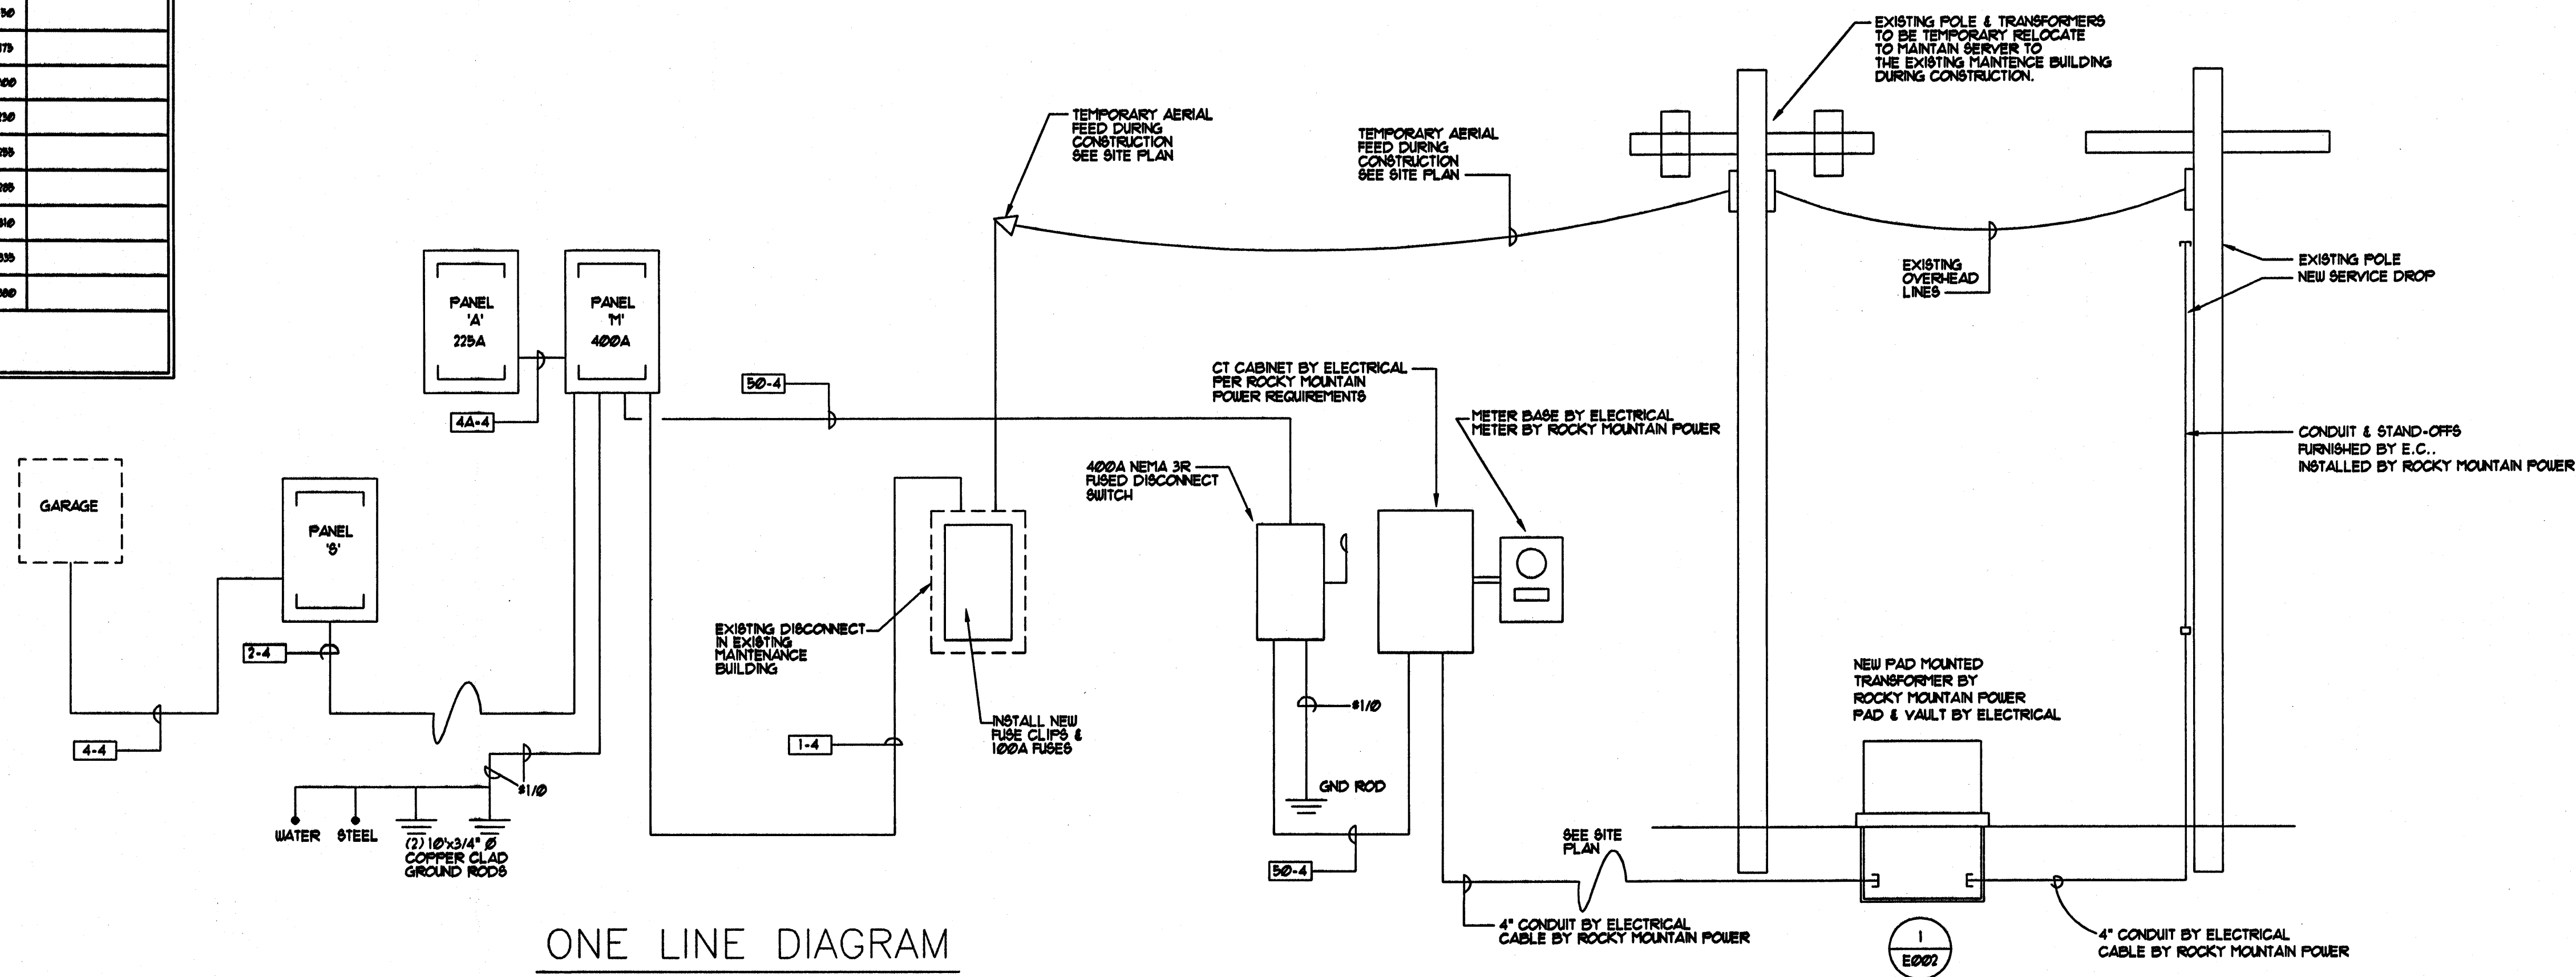 EXISTING POLE & TRANSFORMERS
TO BE TEMPORARY RELOCATE
TO MAINTAIN SERVER TO
THE EXISTING MAINTENCE BUILDING
DURING CONSTRUCTION.
TEMPORARY AERIAL
FEED DURING
CONSTRUCTION
SEE SITE PLAN
TEMPORARY AERIAL
FEED DURING
CONSTRUCTION
SEE SITE PLAN
EXISTING
OVERHEAD
LINES
EXISTING POLE
NEW SERVICE DROP
PANEL
'A'
225A
PANEL
'M'
400A
4A-4
50-4
CT CABINET BY ELECTRICAL
PER ROCKY MOUNTAIN
POWER REQUIREMENTS
METER BASE BY ELECTRICAL
METER BY ROCKY MOUNTAIN POWER
CONDUIT & STAND-OFFS
FURNISHED BY E.C..
INSTALLED BY ROCKY MOUNTAIN POWER
400A NEMA 3R
FUSED DISCONNECT
SWITCH
GARAGE
PANEL
'S'
2-4
4-4
EXISTING DISCONNECT
IN EXISTING
MAINTENANCE
BUILDING
INSTALL NEW
FUSE CLIPS &
100A FUSES
1-4
#1/0
#1/0
GND ROD
WATER
STEEL
(2) 10'x3/4" Ø
COPPER CLAD
GROUND RODS
50-4
NEW PAD MOUNTED
TRANSFORMER BY
ROCKY MOUNTAIN POWER
PAD & VAULT BY ELECTRICAL
SEE SITE
PLAN
4" CONDUIT BY ELECTRICAL
CABLE BY ROCKY MOUNTAIN POWER
4" CONDUIT BY ELECTRICAL
CABLE BY ROCKY MOUNTAIN POWER
1
E002
ONE LINE DIAGRAM